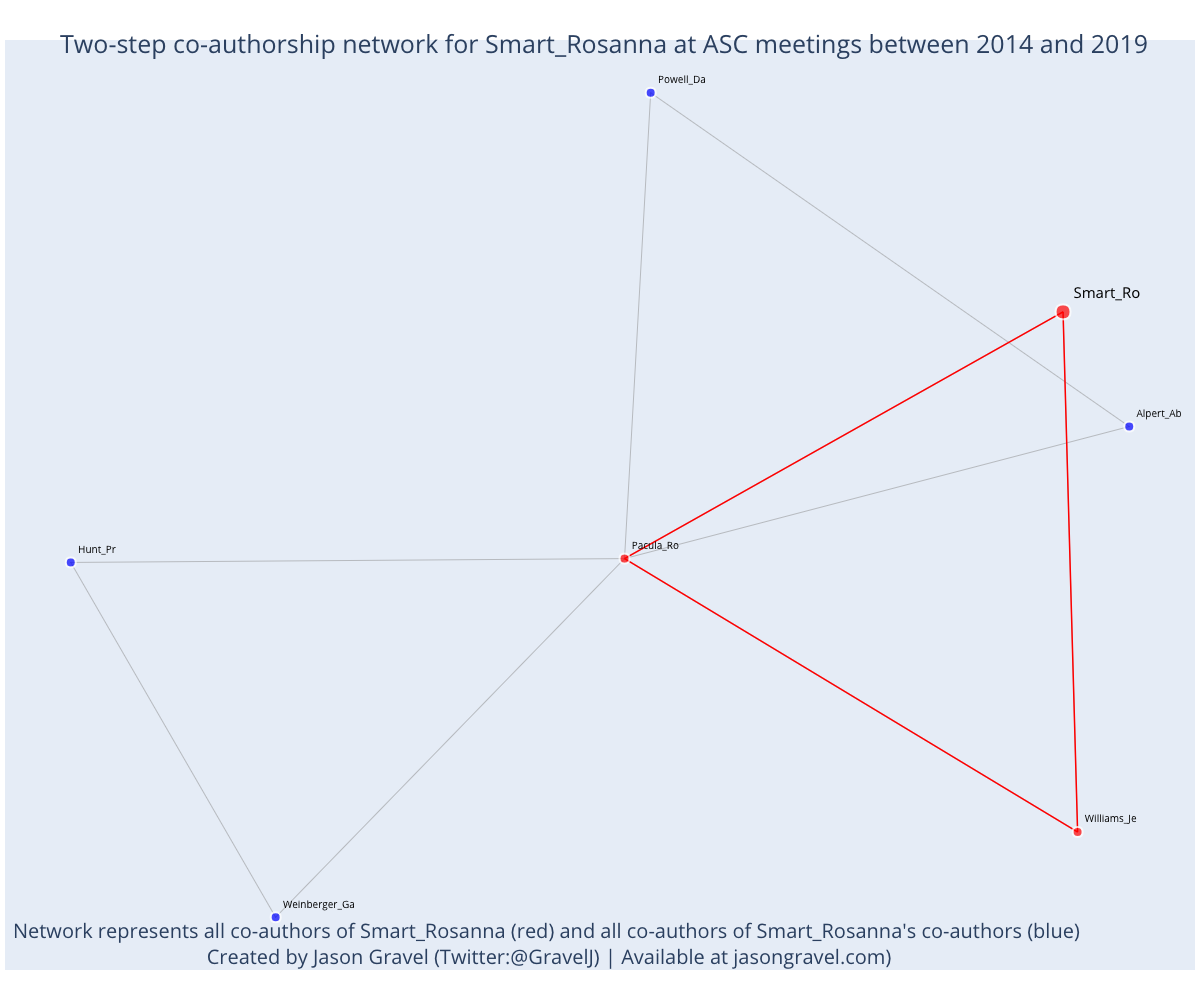 Two-step co-authorship network for Smart_Rosanna at ASC meetings between 2014 and 2019
Powell_Da
Smart_Ro
Alpert_Ab
Pacula_Ro
Hunt_Pr
Williams_Je
Weinberger_Ga
Network represents all co-authors of Smart_Rosanna (red) and all co-authors of Smart_Rosanna's co-authors (blue)
Created by Jason Gravel (Twitter:@GravelJ) | Available at jasongravel.com)